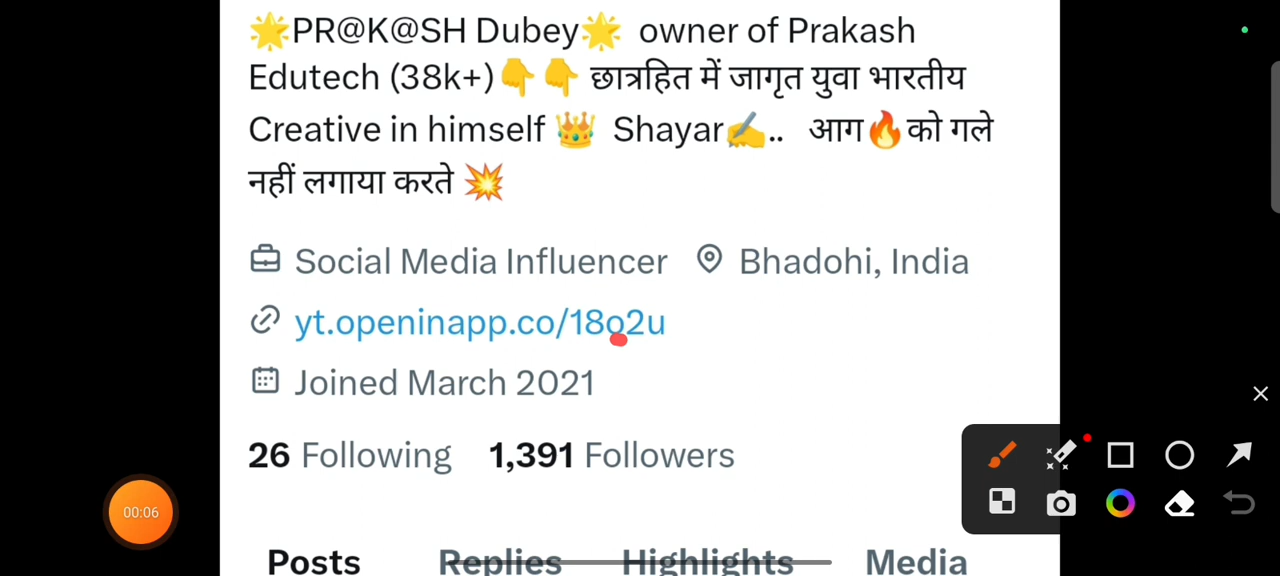 🌟PR@K@SH Dubey🌟 owner of Prakash
Edutech (38k+)👇👇 छात्रहित में जागृत युवा भारतीय
Creative in himself 👑 Shayar✍️.. आग🔥को गले
नहीं लगाया करते 💥
Social Media Influencer Bhadohi, India
yt.openinapp.co/18o2u
Joined March 2021
26 Following 1,391 Followers
00:06
Posts Replies Highlights Media